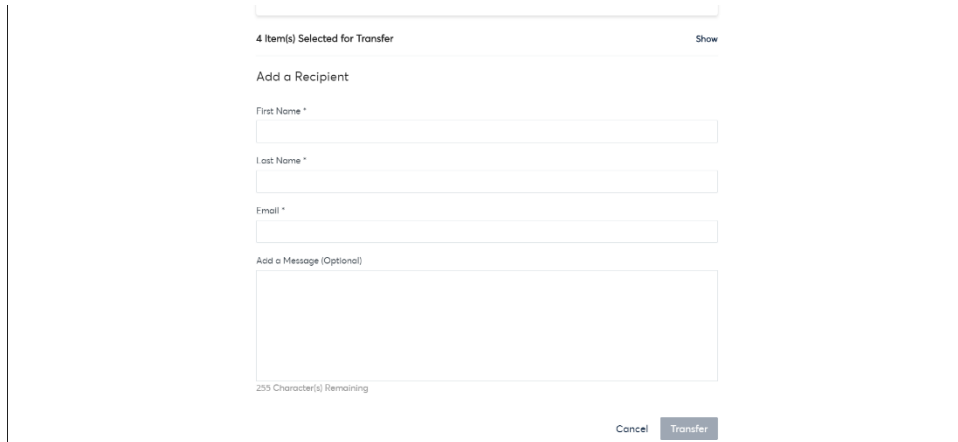 4 Item(s) Selected for Transfer Show
Add a Recipient
First Name *
Last Name *
Email *
Add a Message (Optional)
255 Character(s) Remaining
Cancel Transfer